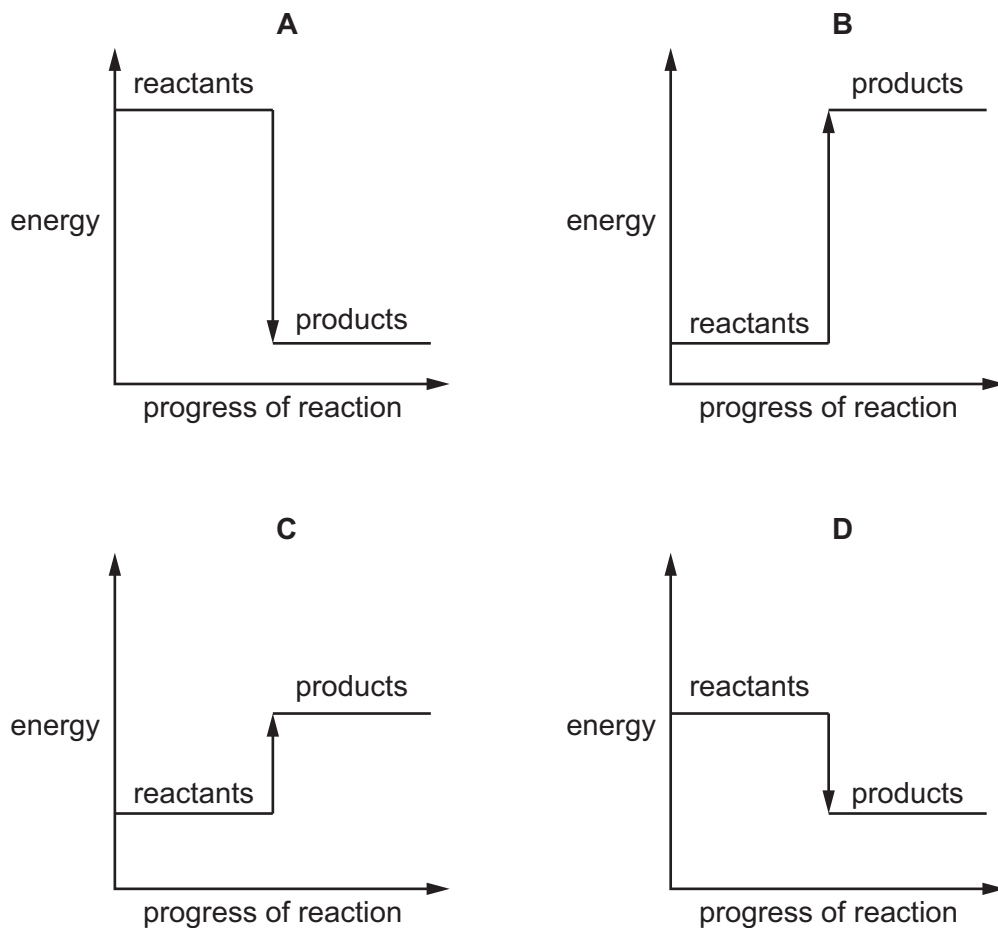 A
B
reactants
products
energy
energy
products
reactants
progress of reaction
progress of reaction
C
D
products
reactants
energy
energy
reactants
products
progress of reaction
progress of reaction